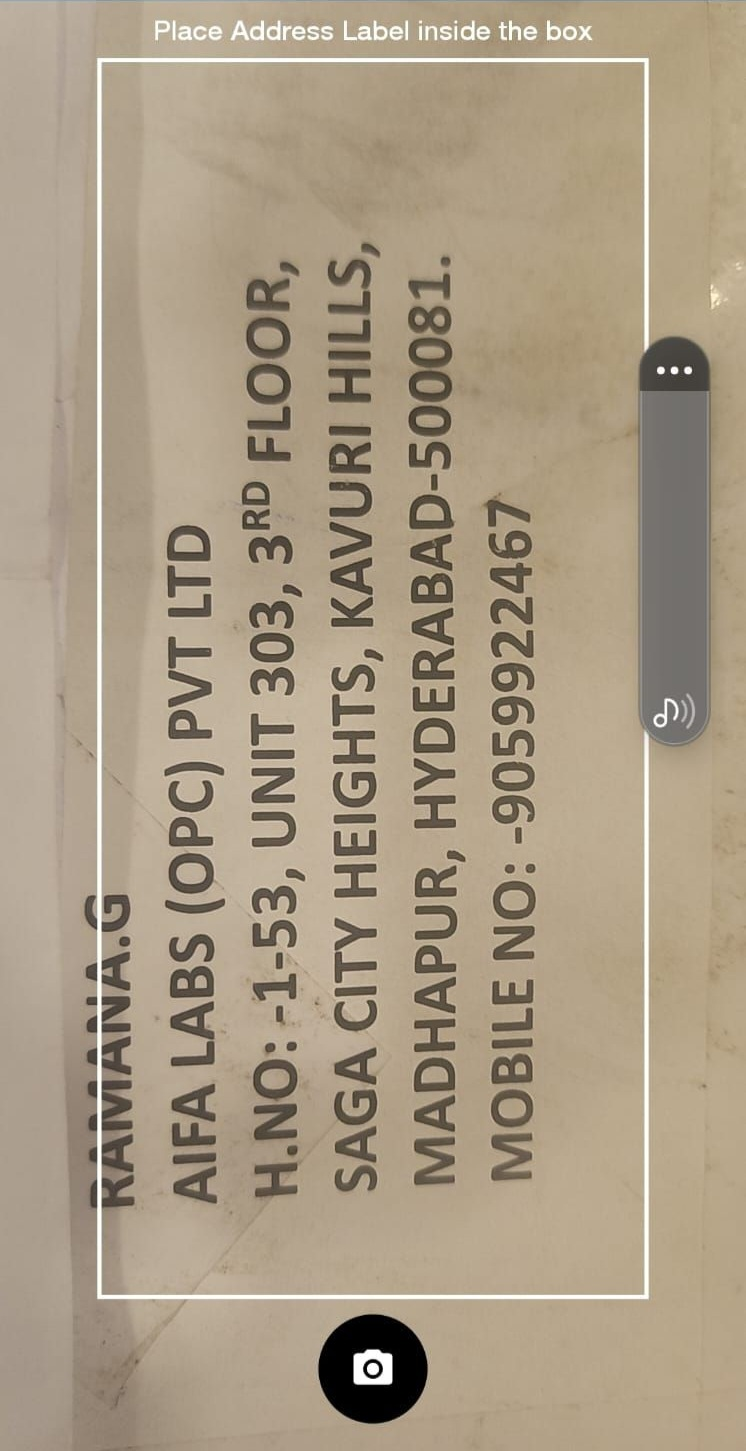 Place Address Label inside the box
RAMANA.G
AIFA LABS (OPC) PVT LTD
H.NO: -1-53, UNIT 303, 3RD FLOOR,
SAGA CITY HEIGHTS, KAVURI HILLS,
MADHAPUR, HYDERABAD-500081.
MOBILE NO: -9059922467